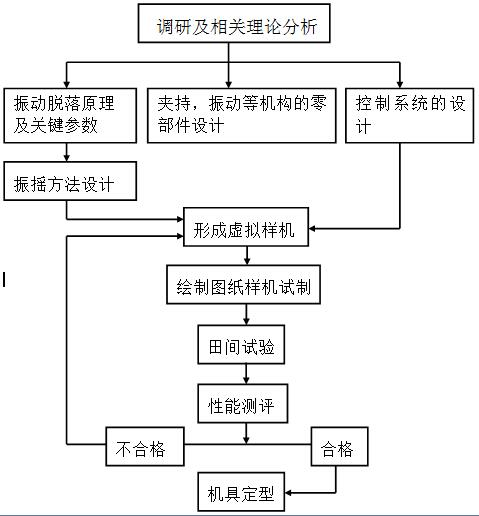 调研及相关理论分析
振动脱落原理
及关键参数
夹持，振动等机构的零
部件设计
控制系统的设
计
振摇方法设计
形成虚拟样机
绘制图纸样机试制
田间试验
性能测评
不合格
合格
机具定型